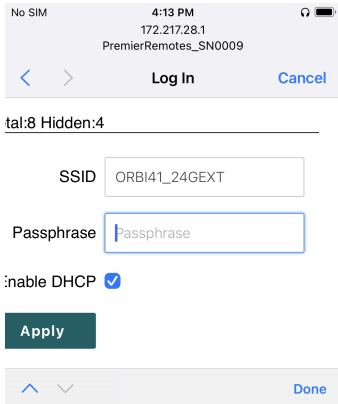 No SIM 4:13 PM
172.217.28.1
PremierRemotes_SN0009
Log In Cancel
tal:8 Hidden:4
SSID ORBI41_24GEXT
Passphrase Passphrase
Enable DHCP
Apply
Done